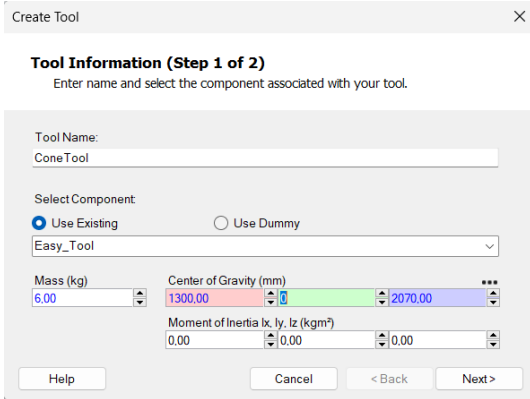 Create Tool
Tool Information (Step 1 of 2)
Enter name and select the component associated with your tool.
Tool Name:
ConeTool
Select Component:
Use Existing Use Dummy
Easy_Tool
Mass (kg) Center of Gravity (mm)
6,00 1300,00 0 2070,00
Moment of Inertia Ix, Iy, Iz (kgm²)
0,00 0,00 0,00
Help Cancel < Back Next>